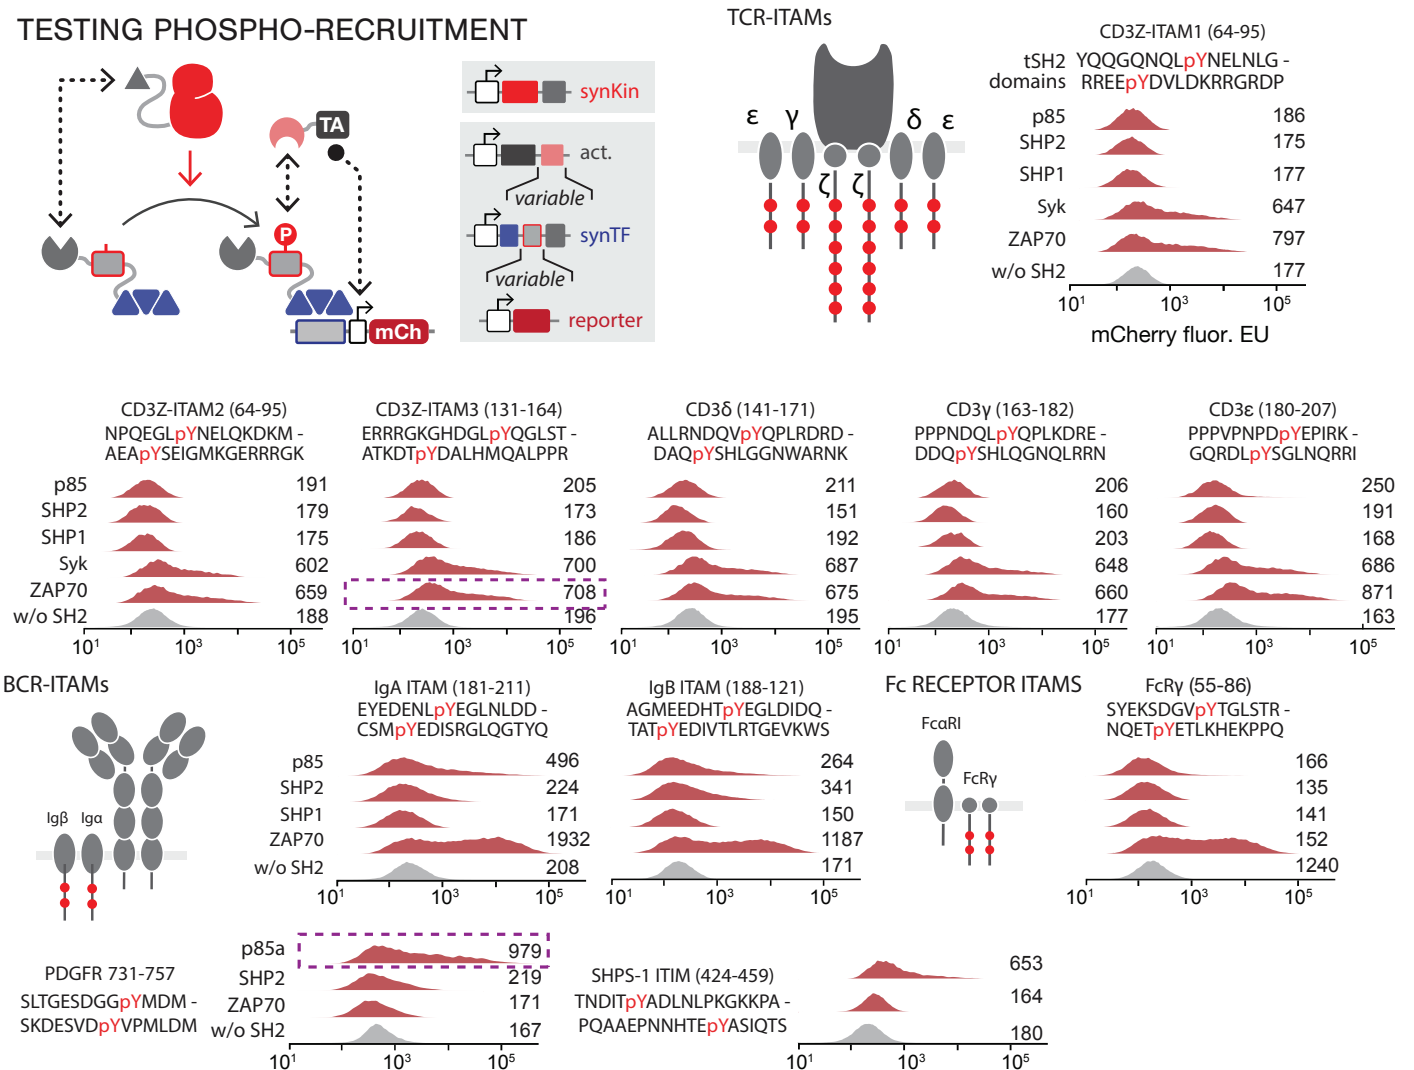 TESTING PHOSPHO-RECRUITMENT
TA
P
mCh
synKin
act.
variable
synTF
variable
reporter
TCR-ITAMs
ε γ δ ε
ζ ζ
CD3Z-ITAM1 (64-95)
tSH2 domains
YQQGQNQLpYNELNLG -
RREEpYDVLDKRRGRDP
p85 186
SHP2 175
SHP1 177
Syk 647
ZAP70 797
w/o SH2 177
10¹ 10³ 10⁵
mCherry fluor. EU
CD3Z-ITAM2 (64-95)
NPQEGLpYNELQKDKM -
AEApYSEIGMKGERRRGK
p85 191
SHP2 179
SHP1 175
Syk 602
ZAP70 659
w/o SH2 188
10¹ 10³ 10⁵
CD3Z-ITAM3 (131-164)
ERRRGKGHDGLpYQGLST -
ATKDTpYDALHMQALPPR
205
173
186
700
708
196
10¹ 10³ 10⁵
CD3δ (141-171)
ALLRNDQVpYQPLRDRD -
DAQpYSHLGGNWARNK
211
151
192
687
675
195
10¹ 10³ 10⁵
CD3γ (163-182)
PPPNDQLpYQPLKDRE -
DDQpYSHLQGNQLRRN
206
160
203
648
660
177
10¹ 10³ 10⁵
CD3ε (180-207)
PPPVPNPDpYEPIRK -
GQRDLpYSGLNQRRI
250
191
168
686
871
163
10¹ 10³ 10⁵
BCR-ITAMs
Igβ Igα
IgA ITAM (181-211)
EYEDENLpYEGLNLDD -
CSMpYEDISRGLQGTYQ
p85 496
SHP2 224
SHP1 171
ZAP70 1932
w/o SH2 208
10¹ 10³ 10⁵
IgB ITAM (188-121)
AGMEEDHTpYEGLDIDQ -
TATpYEDIVTLRTGEVKWS
264
341
150
1187
171
10¹ 10³ 10⁵
Fc RECEPTOR ITAMS
FcαRI
FcRγ
FcRγ (55-86)
SYEKSDGVpYTGLSTR -
NQETpYETLKHEKPPQ
166
135
141
152
1240
10¹ 10³ 10⁵
PDGFR 731-757
SLTGESDGGpYMDM -
SKDESVDpYVPMLDM
p85a 979
SHP2 219
ZAP70 171
w/o SH2 167
10¹ 10³ 10⁵
SHPS-1 ITIM (424-459)
TNDITpYADLNLPKGKKPA -
PQAAEPNNHTEpYASIQTS
653
164
180
10¹ 10³ 10⁵